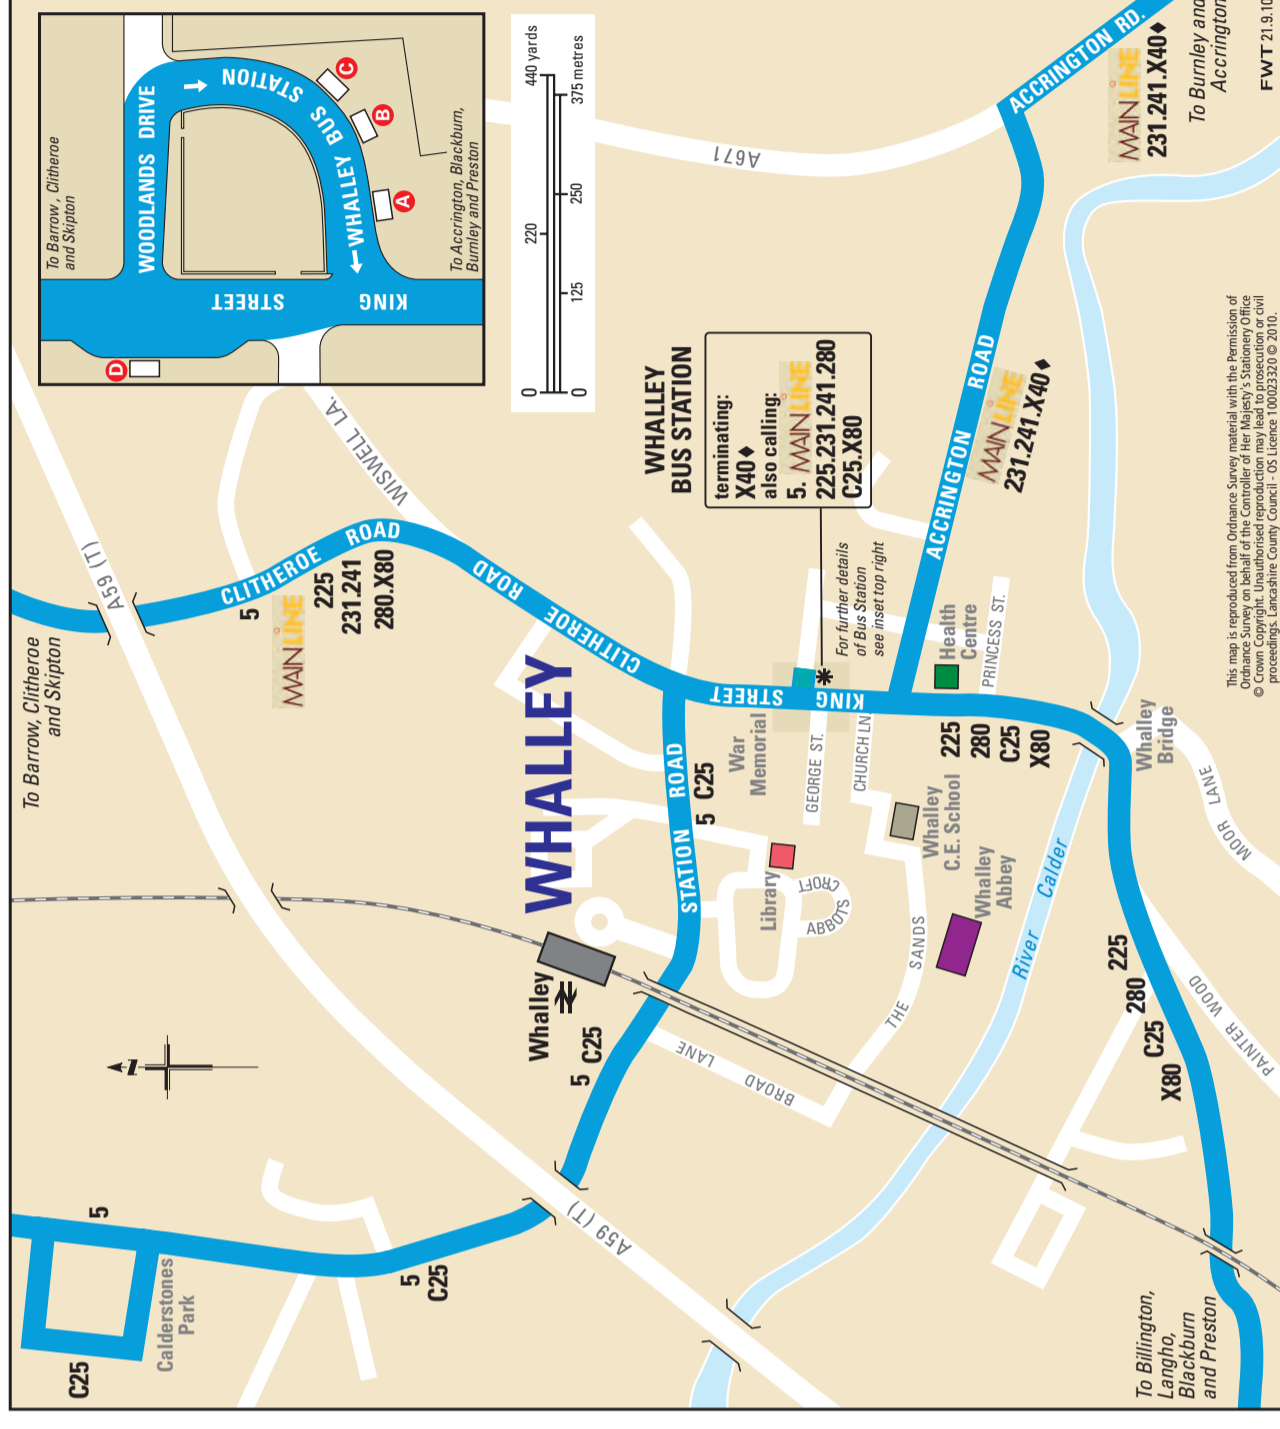 To Barrow, Clitheroe
and Skipton
WOODLANDS DRIVE
WHALLEY BUS STATION
KING STREET
A
B
C
D
To Accrington, Blackburn,
Burnley and Preston
0 220 440 yards
0 125 250 375 metres
To Barrow, Clitheroe
and Skipton
A59 (T)
WISWELL LA.
A671
CLITHEROE ROAD
5
MAINLINE
225
231.241
280.X80
CLITHEROE ROAD
WHALLEY
WHALLEY
BUS STATION
terminating:
X40♦
also calling:
5. MAINLINE
225.231.241.280
C25.X80
For further details
of Bus Station
see inset top right
ACCRINGTON RD.
MAINLINE
231.241.X40♦
To Burnley and
Accrington
FWT 21.9.10
ACCRINGTON ROAD
MAINLINE
231.241.X40♦
KING STREET
War
Memorial
GEORGE ST.
CHURCH LN.
Health
Centre
PRINCESS ST.
225
280
C25
X80
STATION ROAD
5 C25
Library
ABBOTS CROFT
Whalley
C.E. School
Whalley
Abbey
THE SANDS
BROAD LANE
Whalley
5 C25
A59 (T)
5
C25
5
C25
Calderstones
Park
N
River Calder
Whalley
Bridge
MOOR LANE
PAINTER WOOD
225
280
C25
X80
To Billington,
Langho,
Blackburn
and Preston
This map is reproduced from Ordnance Survey material with the Permission of
Ordnance Survey on behalf of the Controller of Her Majesty's Stationery Office
© Crown Copyright. Unauthorised reproduction may lead to prosecution or civil
proceedings. Lancashire County Council - OS Licence 100023320 © 2010.